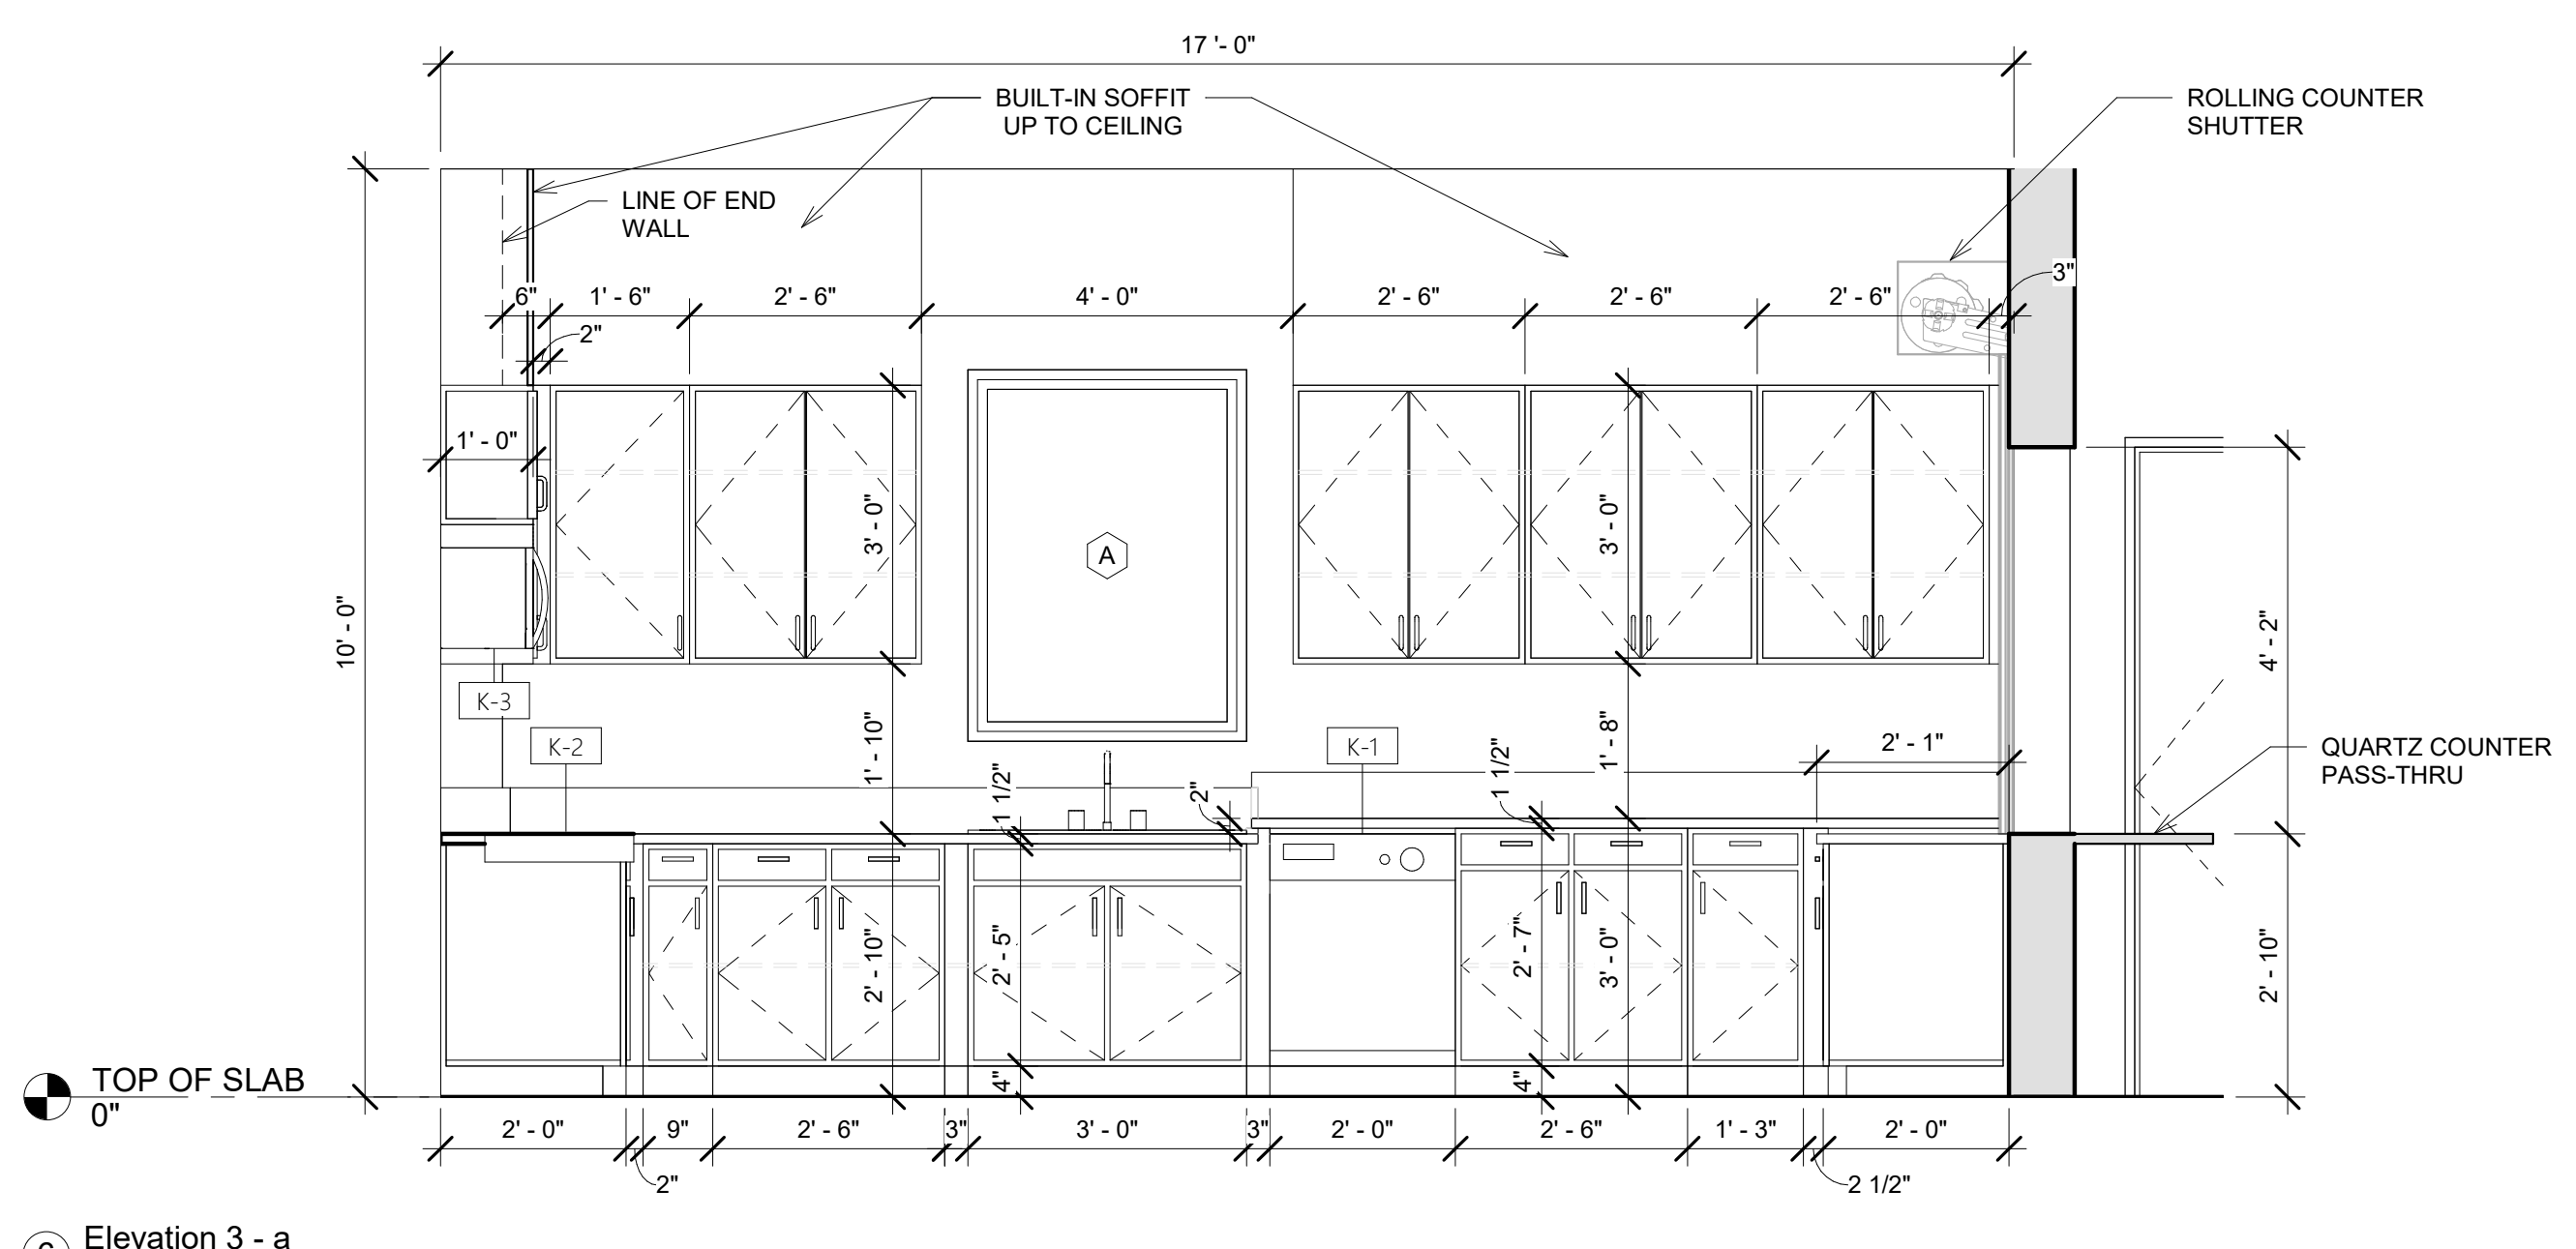 17 '- 0"
BUILT-IN SOFFIT
UP TO CEILING
ROLLING COUNTER
SHUTTER
LINE OF END
WALL
6"
1' - 6"
2' - 6"
4' - 0"
2' - 6"
2' - 6"
2' - 6"
3"
2"
1' - 0"
3' - 0"
3' - 0"
A
10' - 0"
4' - 2"
K-3
K-2
K-1
1' - 10"
1 1/2"
2"
1 1/2"
1' - 8"
2' - 1"
QUARTZ COUNTER
PASS-THRU
2' - 10"
2' - 5"
2' - 7"
3' - 0"
2' - 10"
4"
4"
TOP OF SLAB
0"
2' - 0"
9"
2' - 6"
3"
3' - 0"
3"
2' - 0"
2' - 6"
1' - 3"
2' - 0"
2"
2 1/2"
Elevation 3 - a